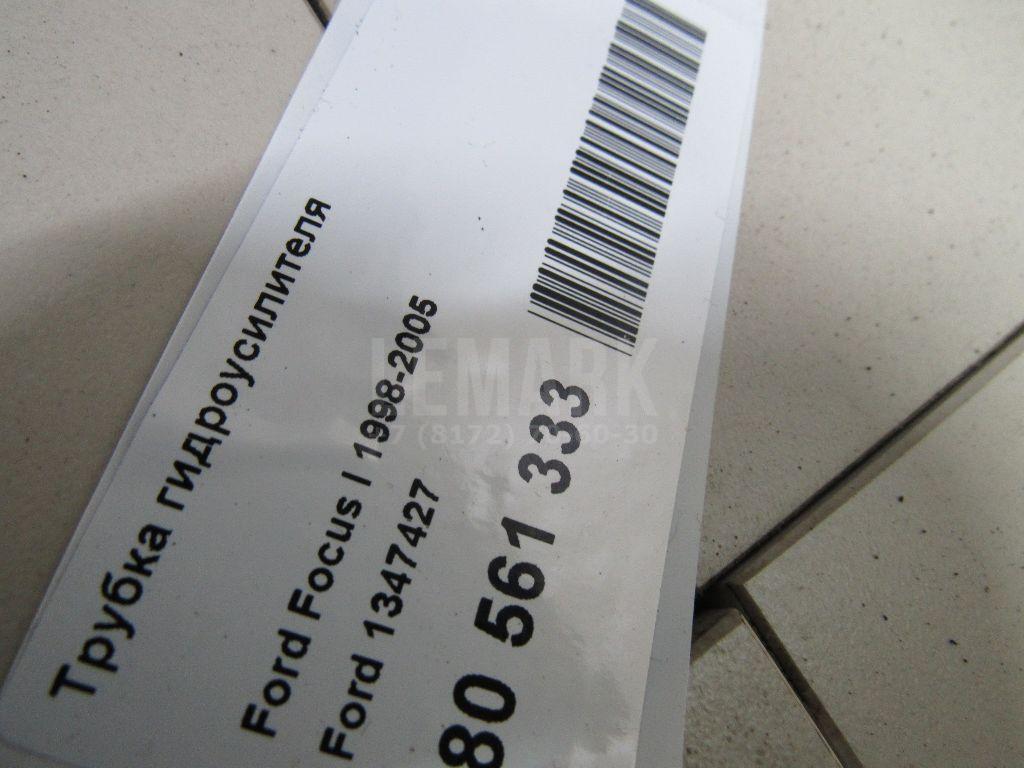 Трубка гидроусилителя
Ford Focus I 1998-2005
Ford 1347427
80 561 333
LEMARK